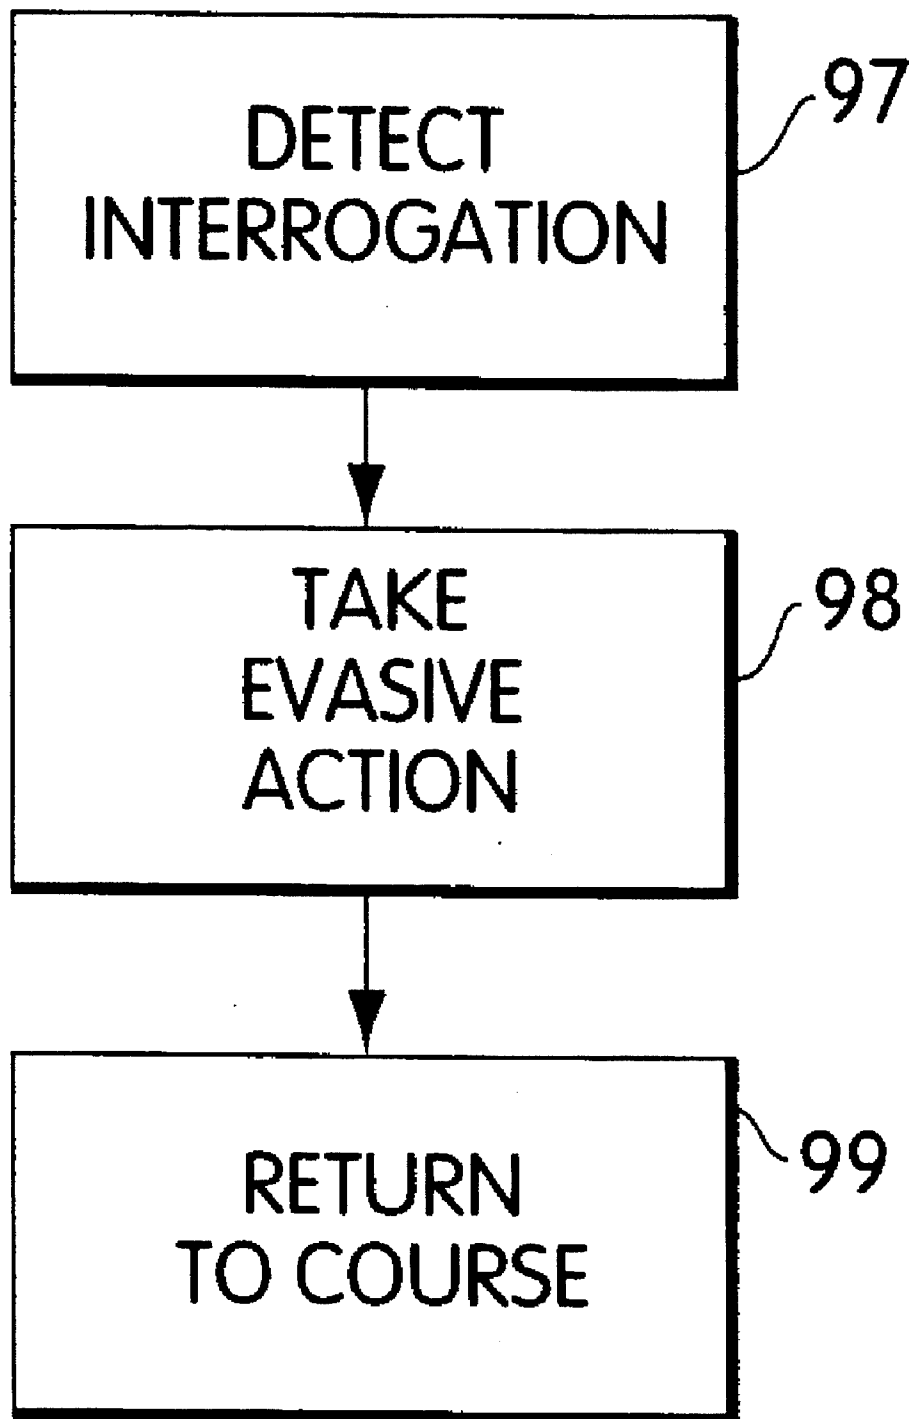 DETECT
INTERROGATION
97
TAKE
EVASIVE
ACTION
98
RETURN
TO COURSE
99